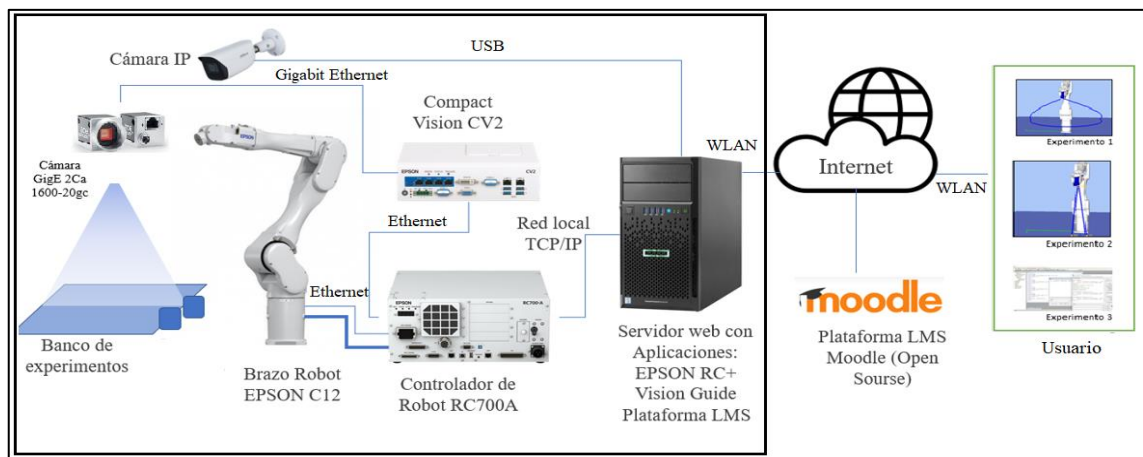 USB
Cámara IP
Gigabit Ethernet
Compact
Vision CV2
EPSON
CV2
Cámara
GigE 2Ca
1600-20gc
EPSON
Ethernet
Red local
TCP/IP
WLAN
Internet
WLAN
Experimento 1
Experimento 2
Experimento 3
Usuario
Ethernet
EPSON
RC700-A
Banco de
experimentos
Brazo Robot
EPSON C12
Controlador de
Robot RC700A
Servidor web con
Aplicaciones:
EPSON RC+
Vision Guide
Plataforma LMS
moodle
Plataforma LMS
Moodle (Open
Sourse)